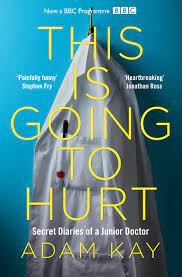 Now a BBC Programme BBC
THIS
'Painfully funny'
Stephen Fry
'Heartbreaking'
Jonathan Ross
IS
GOING
TO
HURT
Secret Diaries of a Junior Doctor
ADAM KAY